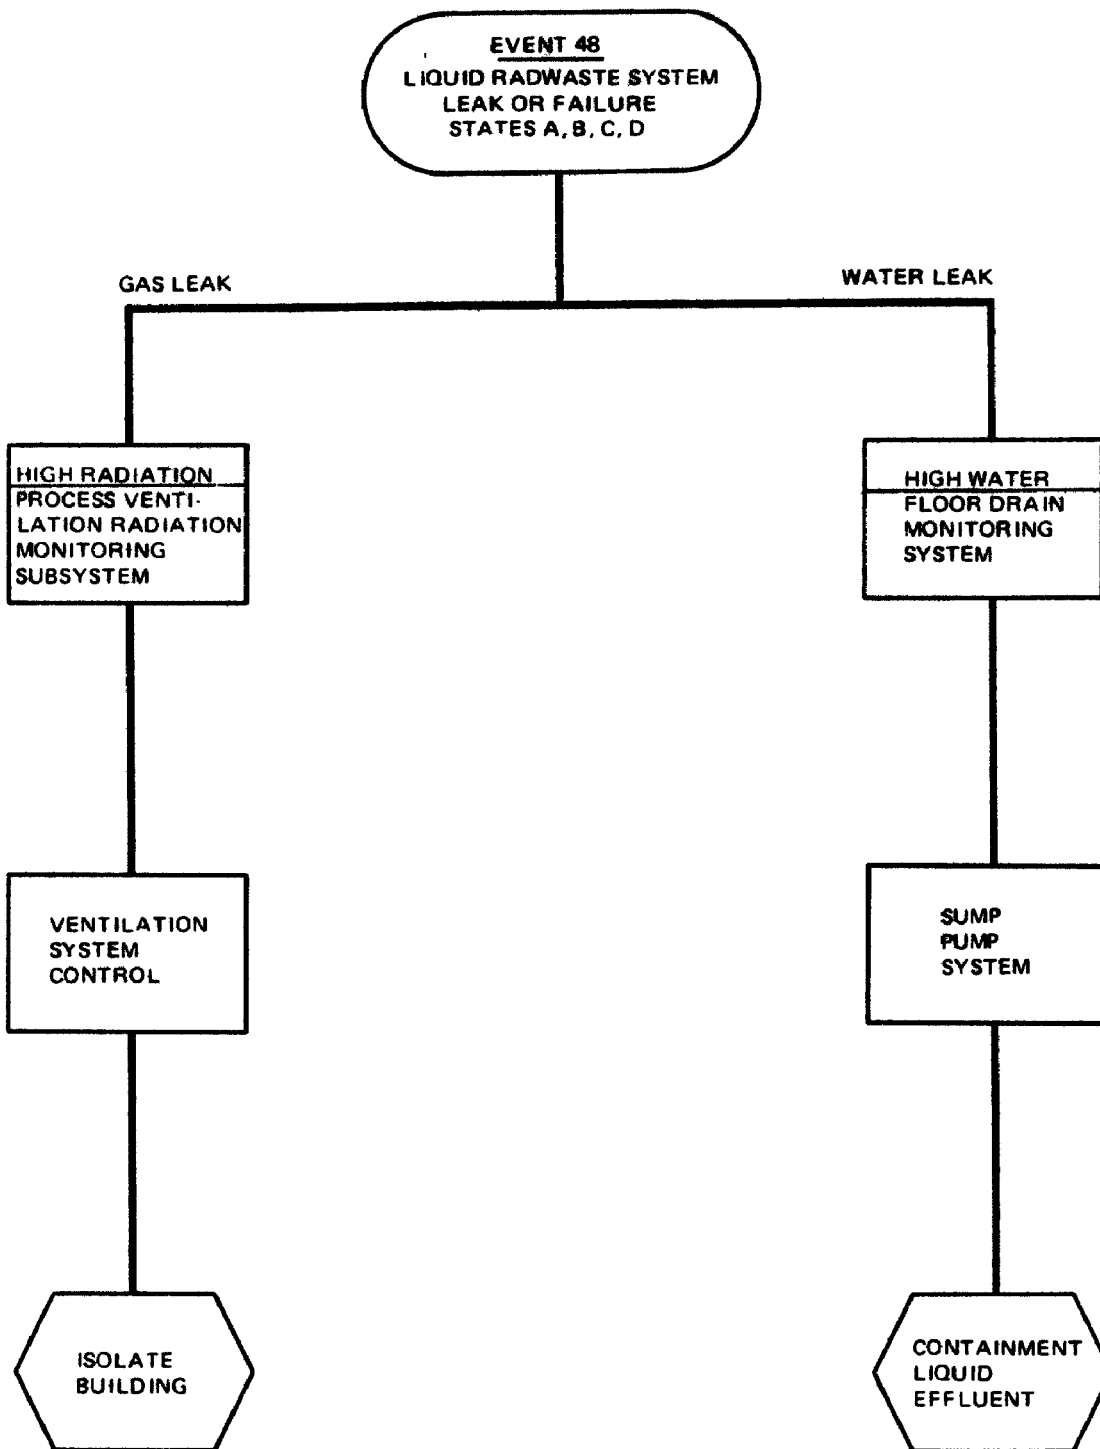 EVENT 48
LIQUID RADWASTE SYSTEM
LEAK OR FAILURE
STATES A, B, C, D
GAS LEAK
WATER LEAK
HIGH RADIATION
PROCESS VENTI-
LATION RADIATION
MONITORING
SUBSYSTEM
HIGH WATER
FLOOR DRAIN
MONITORING
SYSTEM
VENTILATION
SYSTEM
CONTROL
SUMP
PUMP
SYSTEM
ISOLATE
BUILDING
CONTAINMENT
LIQUID
EFFLUENT